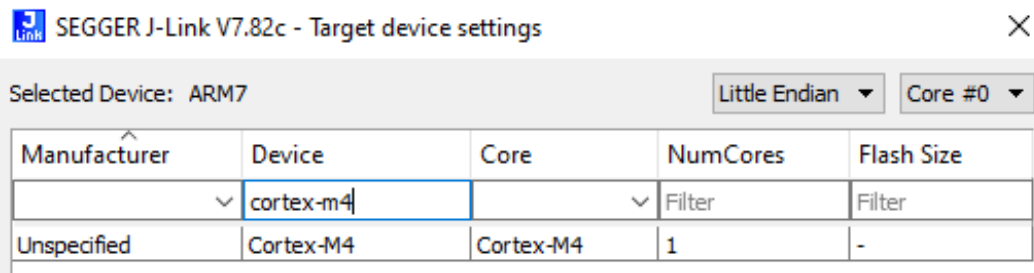 J Link SEGGER J-Link V7.82c - Target device settings
Selected Device: ARM7 Little Endian Core #0
Manufacturer Device Core NumCores Flash Size
cortex-m4 Filter Filter
Unspecified Cortex-M4 Cortex-M4 1 -